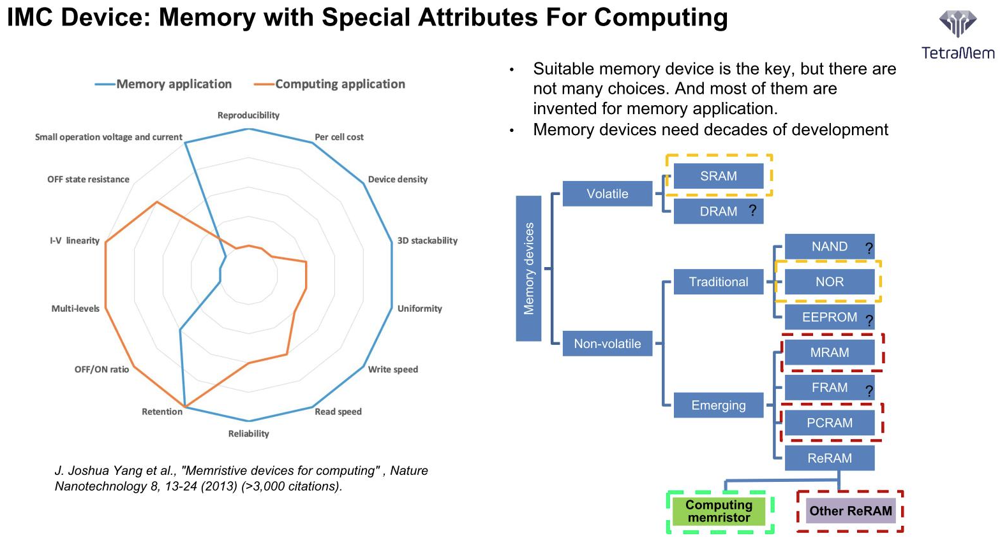 IMC Device: Memory with Special Attributes For Computing
TetraMem
Memory application
Computing application
Reproducibility
Per cell cost
Device density
3D stackability
Uniformity
Write speed
Read speed
Reliability
Retention
OFF/ON ratio
Multi-levels
I-V linearity
OFF state resistance
Small operation voltage and current
J. Joshua Yang et al., "Memristive devices for computing" , Nature
Nanotechnology 8, 13-24 (2013) (>3,000 citations).
• Suitable memory device is the key, but there are
not many choices. And most of them are
invented for memory application.
• Memory devices need decades of development
Memory devices
Volatile
SRAM
DRAM ?
Non-volatile
Traditional
NAND ?
NOR
EEPROM ?
Emerging
MRAM
FRAM ?
PCRAM
ReRAM
Computing
memristor
Other ReRAM